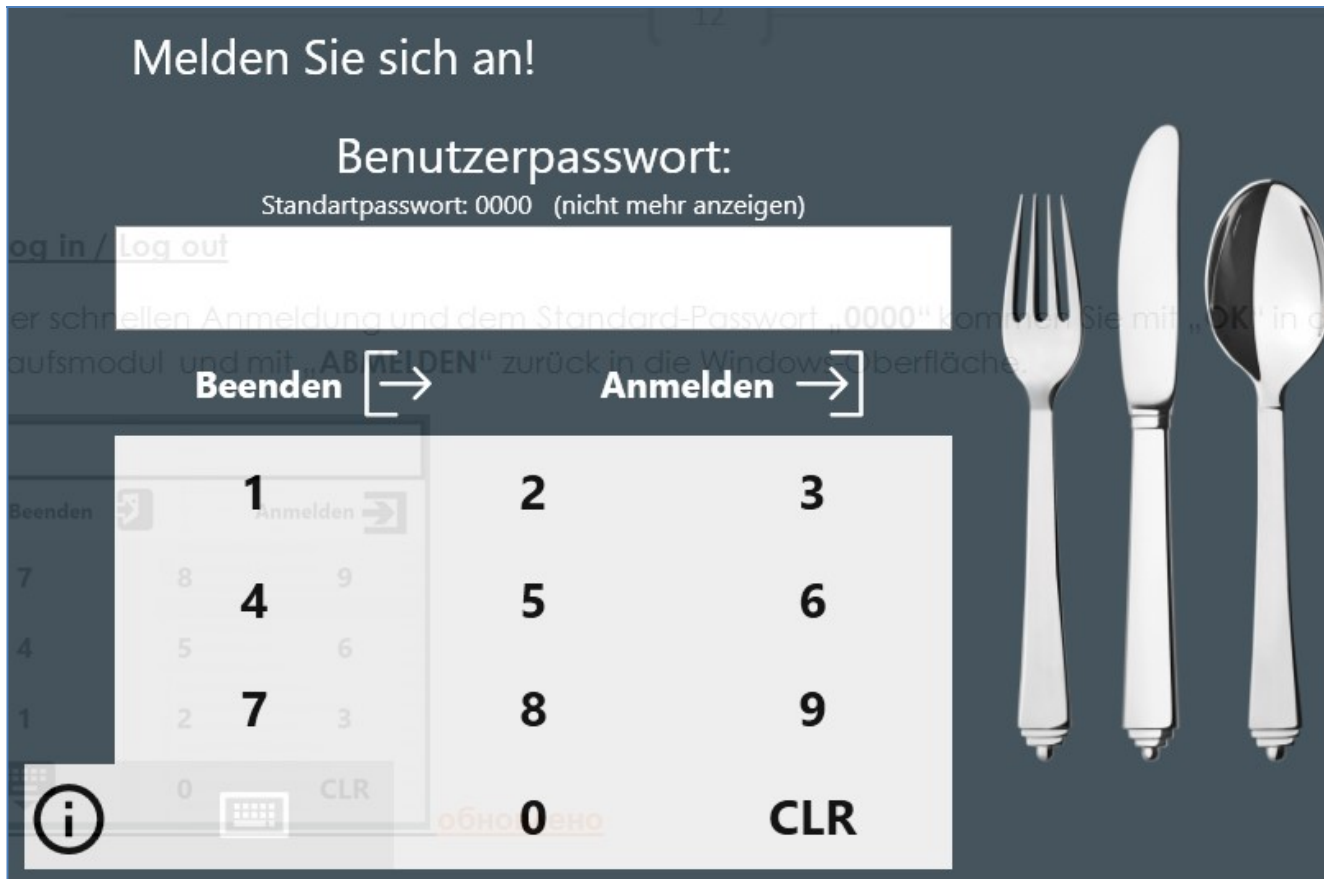 12
Melden Sie sich an!
Benutzerpasswort:
Standartpasswort: 0000 (nicht mehr anzeigen)
og in / Log out
er schnellen Anmeldung und dem Standard-Passwort „0000“ kommen Sie mit „OK“ in
aufsmodul und mit „ABMELDEN“ zurück in die Windows-Oberfläche.
Beenden Anmelden
1 2 3
Beenden Anmelden
7 8 9
4 5 6
4 5 6
7 8 9
1 2 3
0 CLR
0 CLR
обновлено